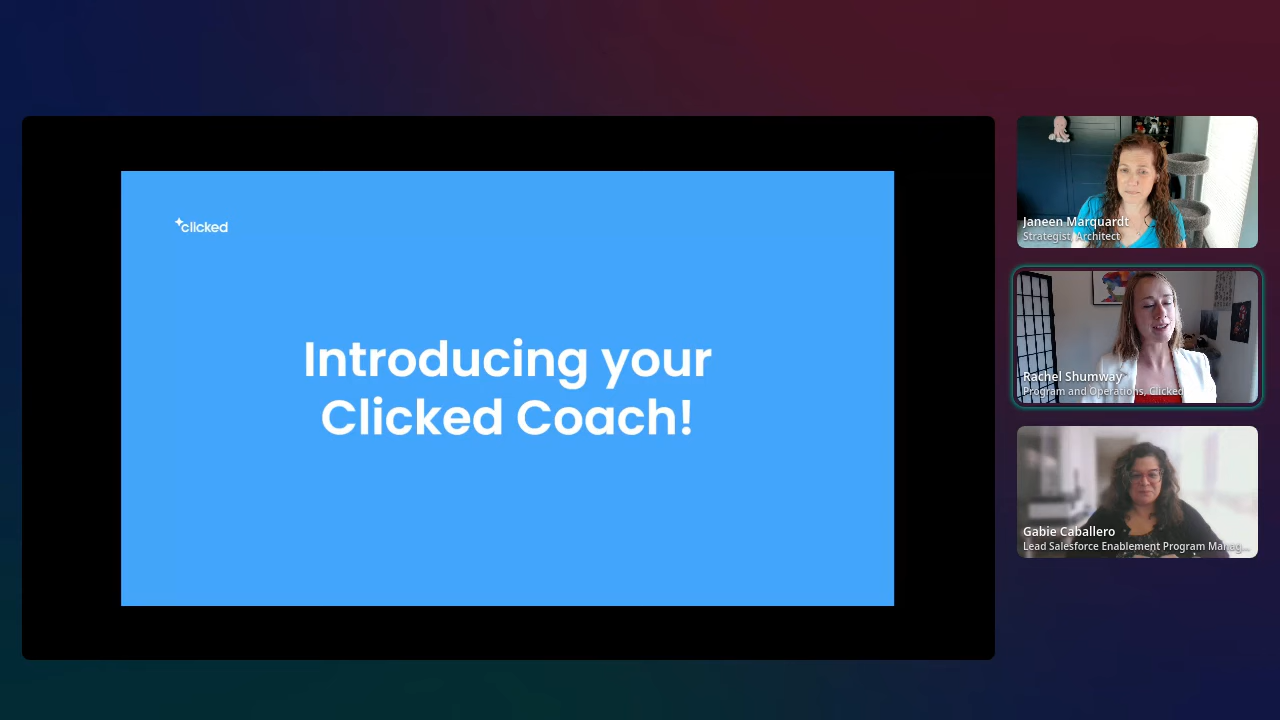 clicked
Introducing your
Clicked Coach!
Janeen Marquardt
Strategist, Architect
Rachel Shumway
Program and Operations, Clicked
Gabie Caballero
Lead Salesforce Enablement Program Manag...